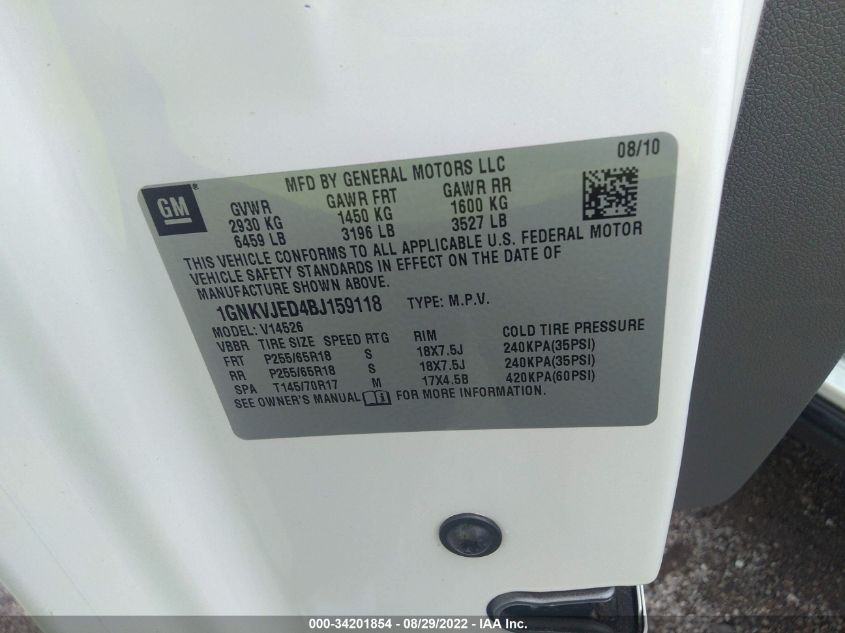 08/10
MFD BY GENERAL MOTORS LLC
GM
GVWR GAWR FRT GAWR RR
2930 KG 1450 KG 1600 KG
6459 LB 3196 LB 3527 LB
THIS VEHICLE CONFORMS TO ALL APPLICABLE U.S. FEDERAL MOTOR
VEHICLE SAFETY STANDARDS IN EFFECT ON THE DATE OF
MANUFACTURE SHOWN ABOVE.
1GNKVJED4BJ159118 TYPE: M.P.V.
MODEL: V14526
VBBR TIRE SIZE SPEED RTG RIM COLD TIRE PRESSURE
FRT P255/65R18 S 18X7.5J 240KPA(35PSI)
RR P255/65R18 S 18X7.5J 240KPA(35PSI)
SPA T145/70R17 M 17X4.5B 420KPA(60PSI)
SEE OWNER'S MANUAL FOR MORE INFORMATION
000-34201854 - 08/29/2022 - IAA Inc.